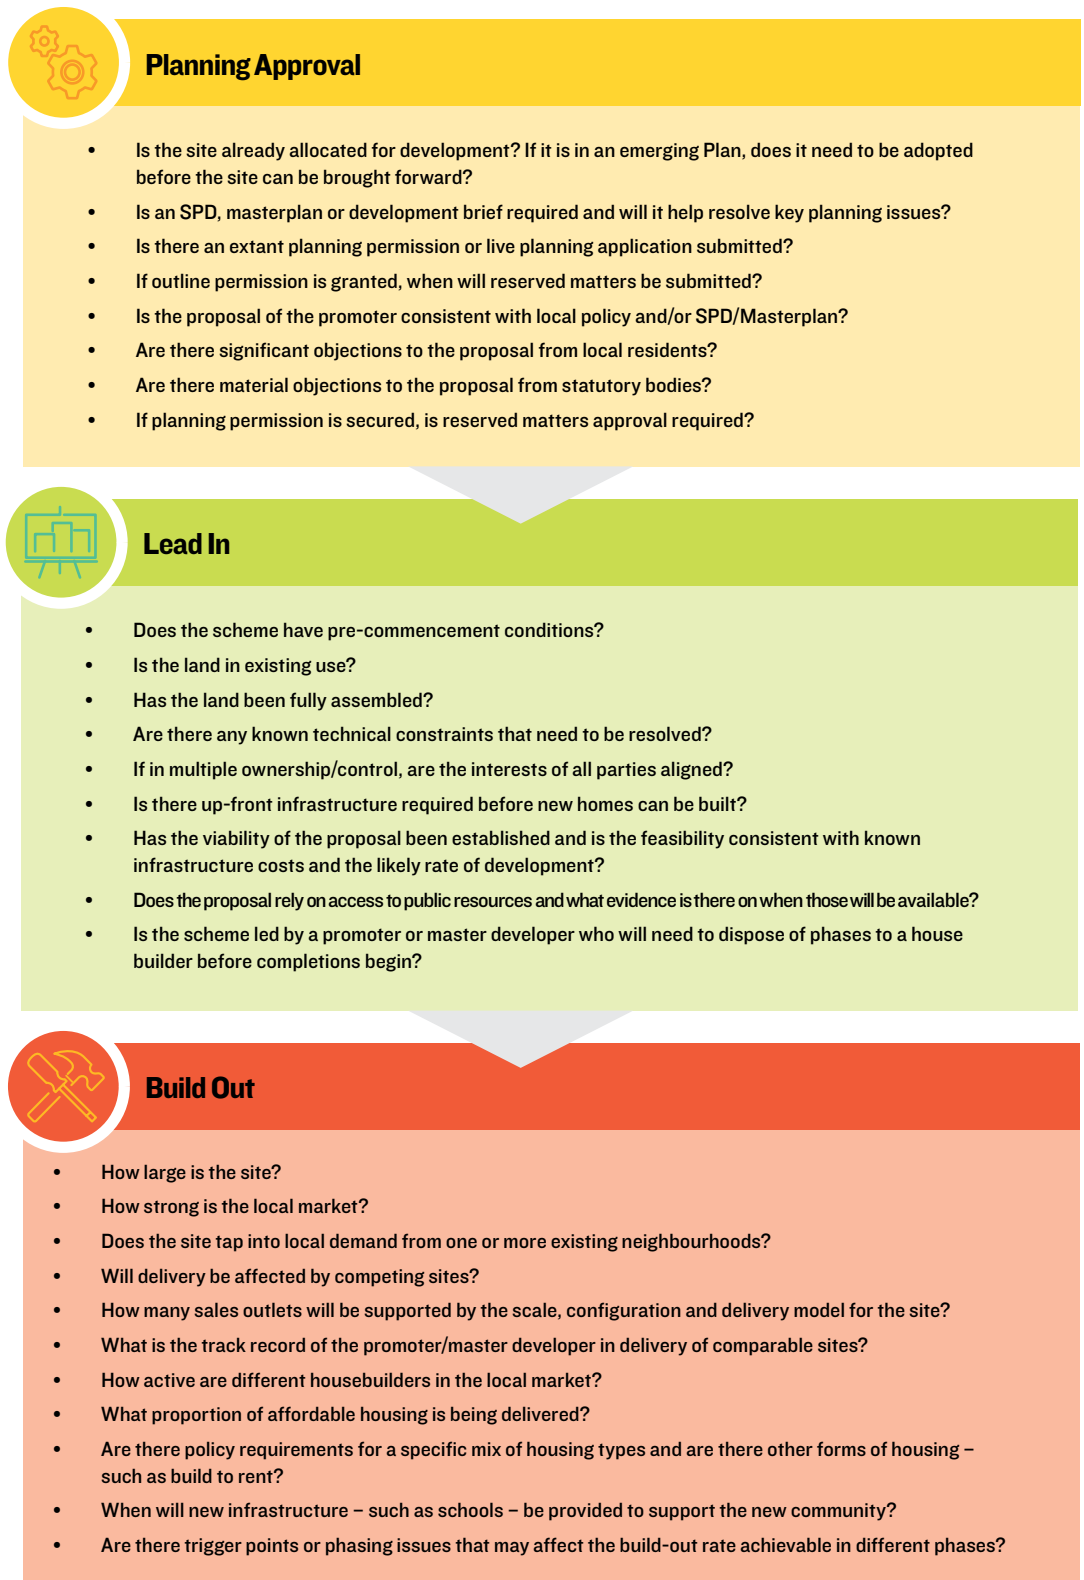 Planning Approval
• Is the site already allocated for development? If it is in an emerging Plan, does it need to be adopted
before the site can be brought forward?
• Is an SPD, masterplan or development brief required and will it help resolve key planning issues?
• Is there an extant planning permission or live planning application submitted?
• If outline permission is granted, when will reserved matters be submitted?
• Is the proposal of the promoter consistent with local policy and/or SPD/Masterplan?
• Are there significant objections to the proposal from local residents?
• Are there material objections to the proposal from statutory bodies?
• If planning permission is secured, is reserved matters approval required?
Lead In
• Does the scheme have pre-commencement conditions?
• Is the land in existing use?
• Has the land been fully assembled?
• Are there any known technical constraints that need to be resolved?
• If in multiple ownership/control, are the interests of all parties aligned?
• Is there up-front infrastructure required before new homes can be built?
• Has the viability of the proposal been established and is the feasibility consistent with known
infrastructure costs and the likely rate of development?
• Does the proposal rely on access to public resources and what evidence is there on when those will be available?
• Is the scheme led by a promoter or master developer who will need to dispose of phases to a house
builder before completions begin?
Build Out
• How large is the site?
• How strong is the local market?
• Does the site tap into local demand from one or more existing neighbourhoods?
• Will delivery be affected by competing sites?
• How many sales outlets will be supported by the scale, configuration and delivery model for the site?
• What is the track record of the promoter/master developer in delivery of comparable sites?
• How active are different housebuilders in the local market?
• What proportion of affordable housing is being delivered?
• Are there policy requirements for a specific mix of housing types and are there other forms of housing –
such as build to rent?
• When will new infrastructure – such as schools – be provided to support the new community?
• Are there trigger points or phasing issues that may affect the build-out rate achievable in different phases?